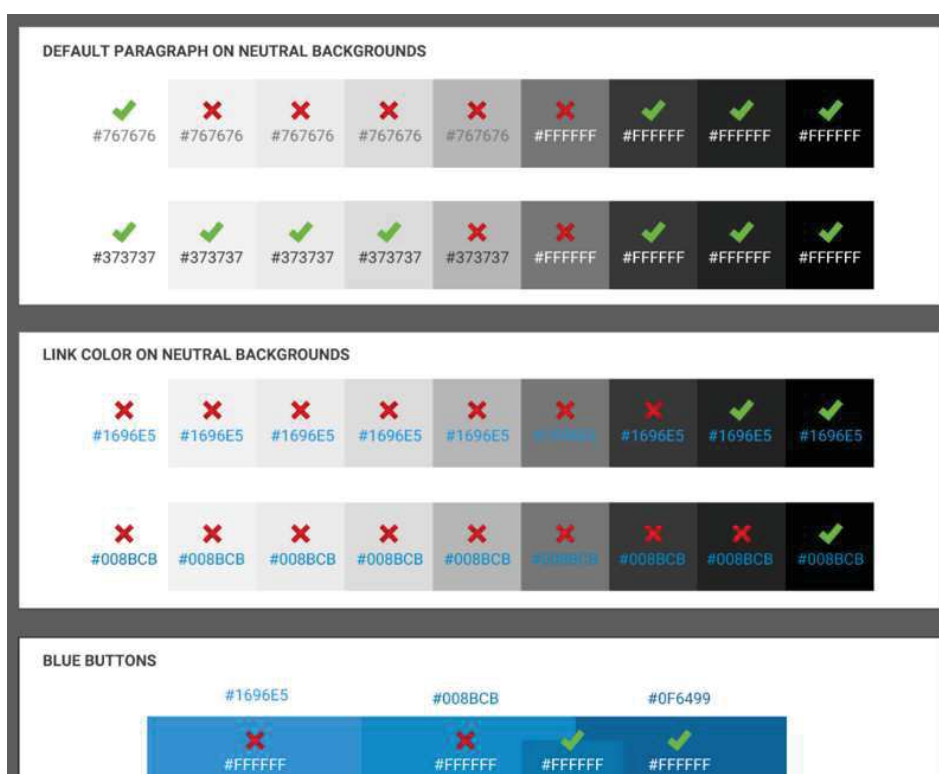 DEFAULT PARAGRAPH ON NEUTRAL BACKGROUNDS
#767676 #767676 #767676 #767676 #767676 #FFFFFF #FFFFFF #FFFFFF #FFFFFF
#373737 #373737 #373737 #373737 #373737 #FFFFFF #FFFFFF #FFFFFF #FFFFFF
LINK COLOR ON NEUTRAL BACKGROUNDS
#1696E5 #1696E5 #1696E5 #1696E5 #1696E5 #1696E5 #1696E5 #1696E5
#008BCB #008BCB #008BCB #008BCB #008BCB #008BCB #008BCB #008BCB
BLUE BUTTONS
#1696E5 #008BCB #0F6499
#FFFFFF #FFFFFF #FFFFFF #FFFFFF